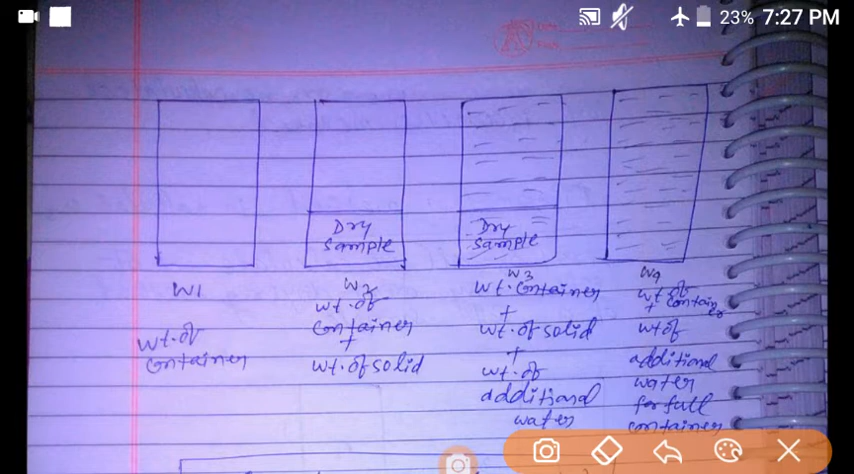 23% 7:27 PM
Dry
sample
Dry
sample
W1
wt.of
container
W2
wt.of
container
+
wt.of solid
W3
wt.container
+
wt.of solid
+
wt.of
additional
water
W4
wt of
+ container
wt of
additional
water
for full
container